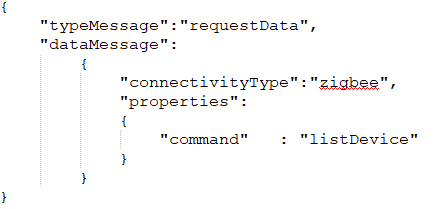 {
"typeMessage":"requestData",
"dataMessage":
{
"connectivityType":"zigbee",
"properties":
{
"command" : "listDevice"
}
}
}